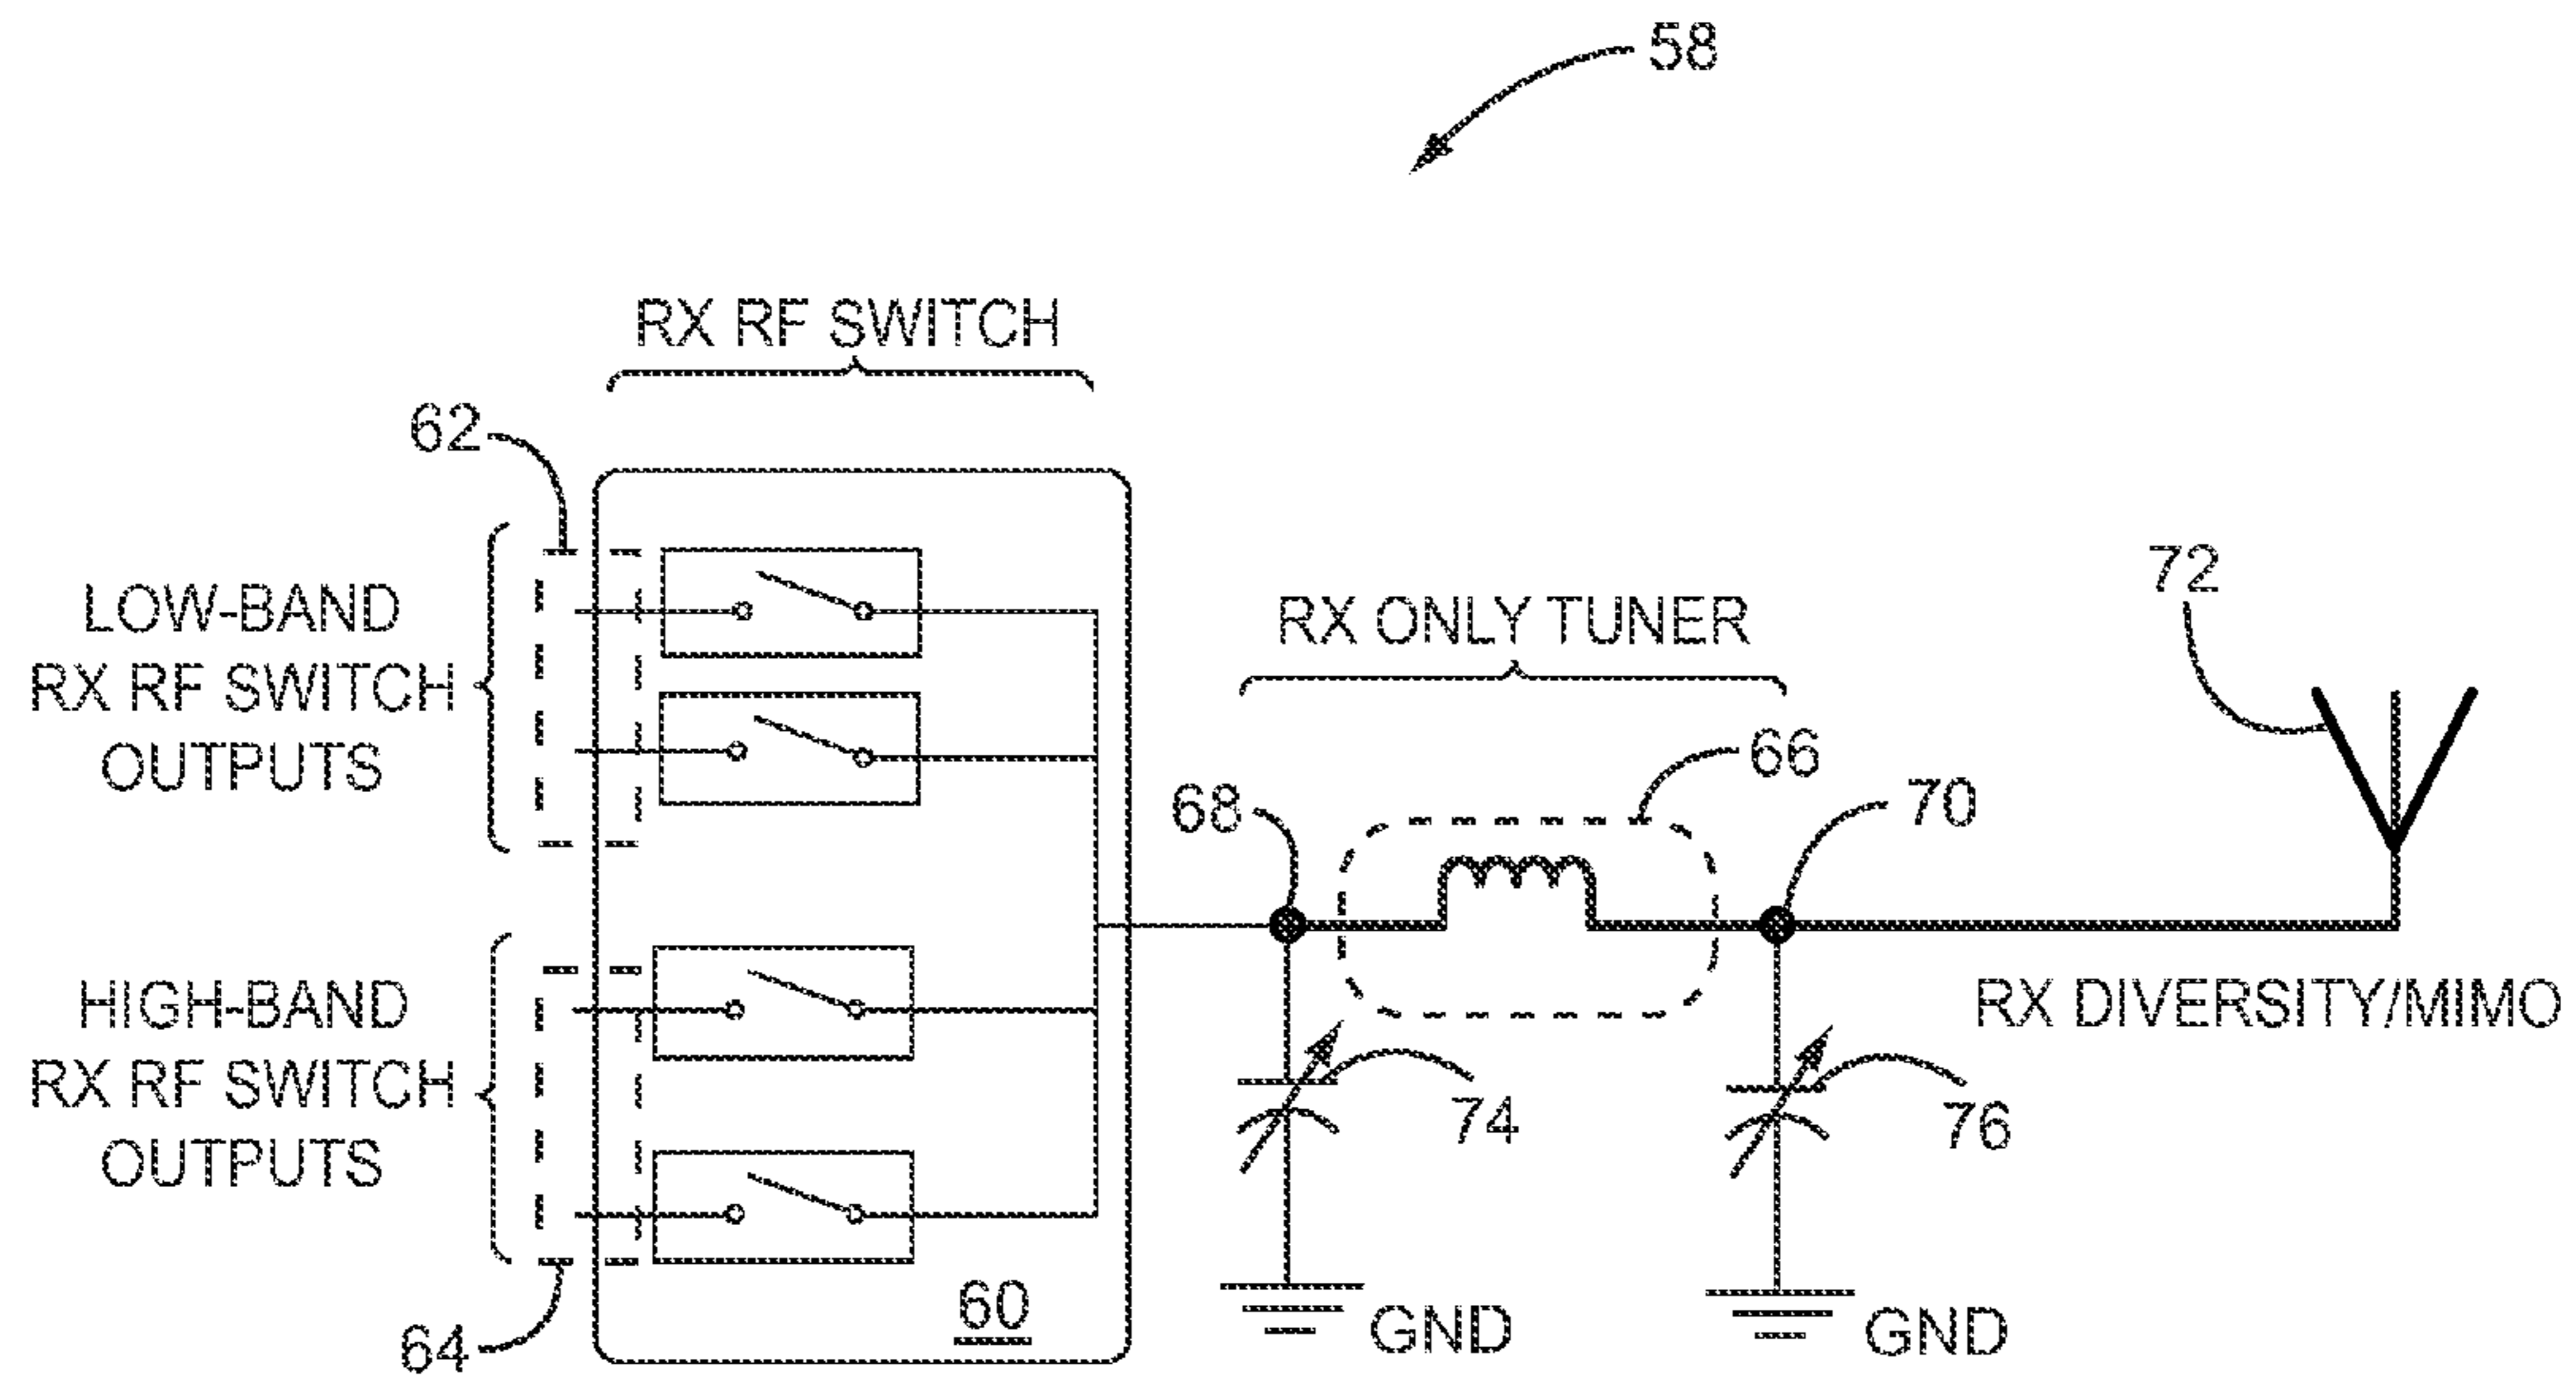 58
RX RF SWITCH
62
LOW-BAND
RX RF SWITCH
OUTPUTS
RX ONLY TUNER
72
66
68
70
HIGH-BAND
RX RF SWITCH
OUTPUTS
RX DIVERSITY/MIMO
74
76
60
64
GND
GND